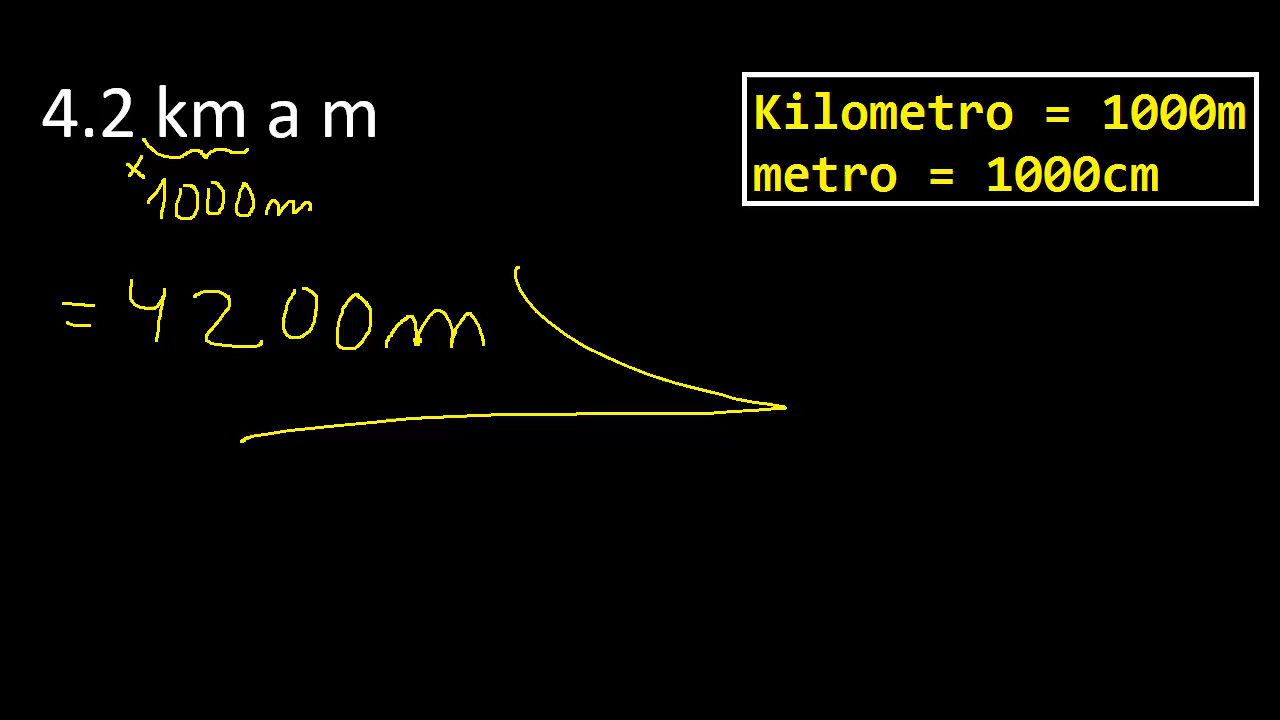 4.2 km a m
×1000m
= 4200m
Kilometro = 1000m
metro = 1000cm